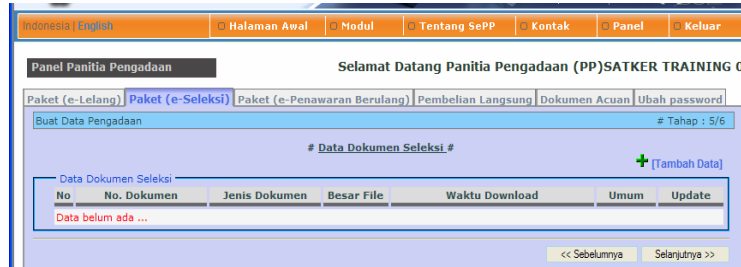 Indonesia | English Halaman Awal Modul Tentang SePP Kontak Panel Keluar
Panel Panitia Pengadaan Selamat Datang Panitia Pengadaan (PP)SATKER TRAINING
Paket (e-Lelang) Paket (e-Seleksi) Paket (e-Penawaran Berulang) Pembelian Langsung Dokumen Acuan Ubah password
Buat Data Pengadaan # Tahap : 5/6
# Data Dokumen Seleksi #
[Tambah Data]
Data Dokumen Seleksi
No No. Dokumen Jenis Dokumen Besar File Waktu Download Umum Update
Data belum ada ...
<< Sebelumnya Selanjutnya >>